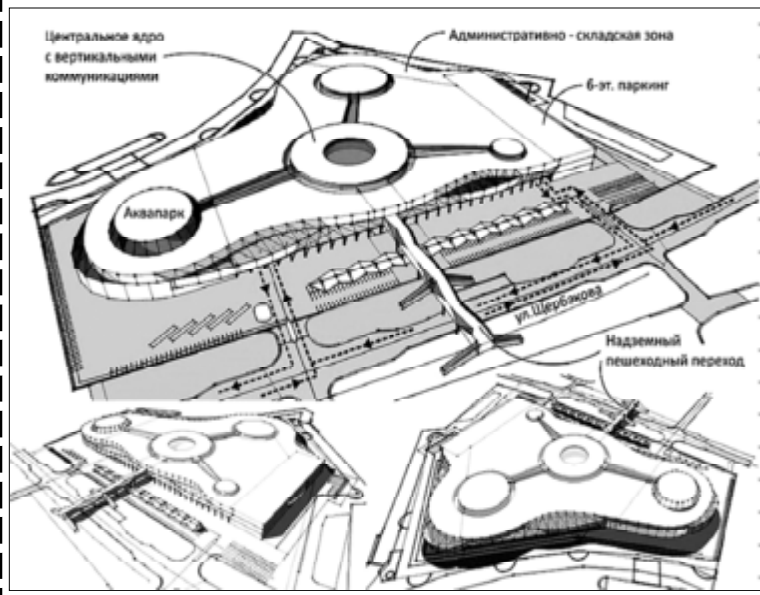 Центральное ядро
с вертикальными
коммуникациями
Административно - складская зона
6-эт. паркинг
Аквапарк
ул.Щербакова
Надземный
пешеходный переход